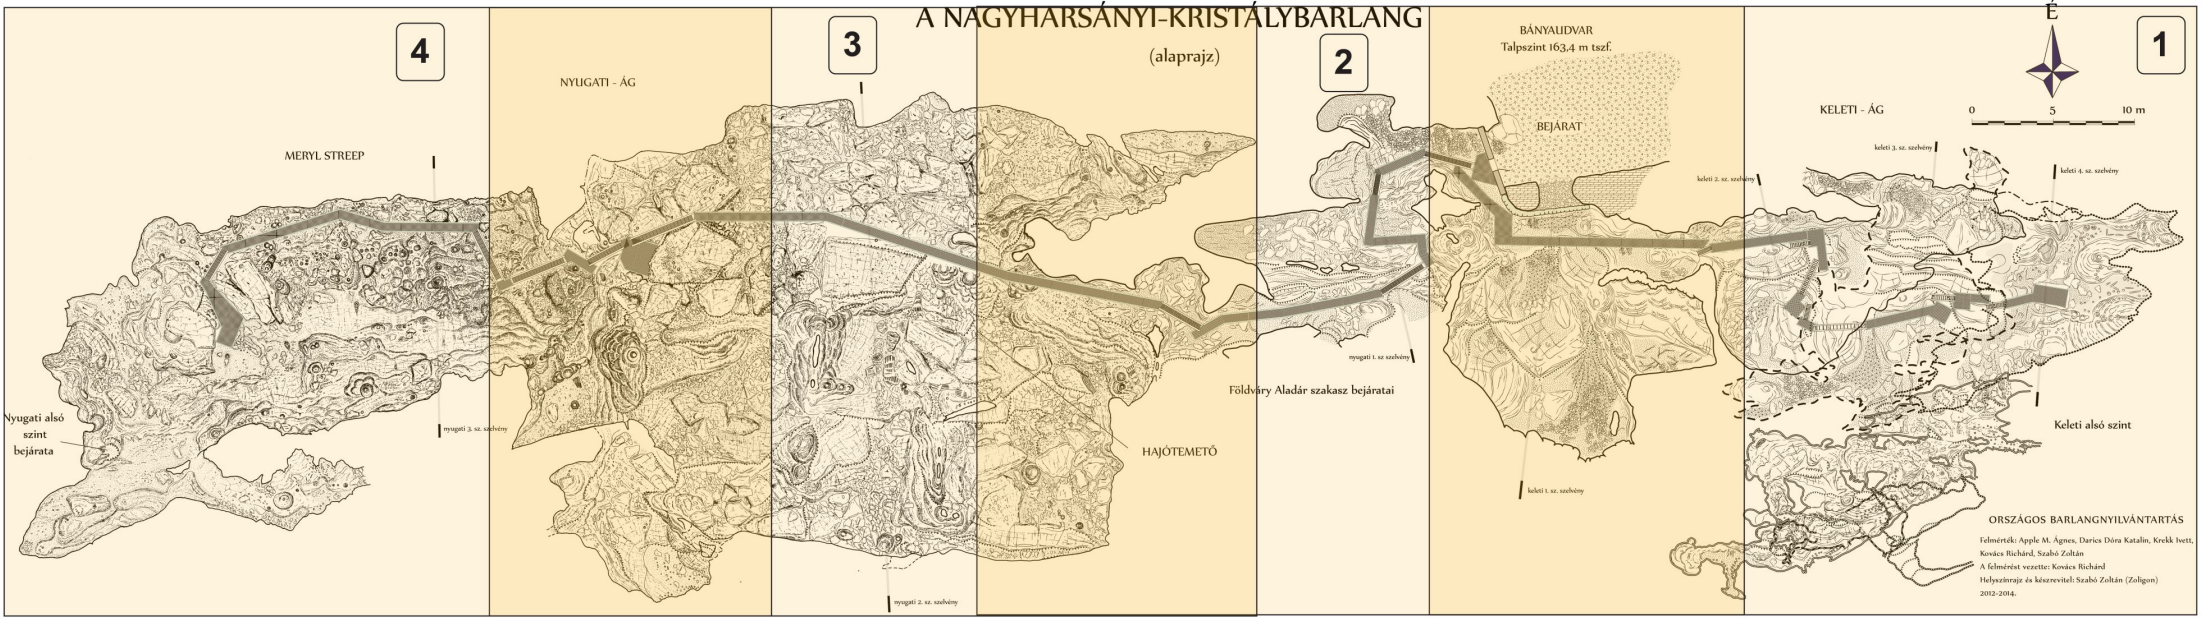 A NAGYHARSÁNYI-KRISTÁLYBARLANG
(alaprajz)
4
3
2
1
É
0 5 10 m
NYUGATI - ÁG
MERYL STREEP
BÁNYAUDVAR
Talpszint 163,4 m tszf.
BEJÁRAT
KELETI - ÁG
keleti 3. sz. szelvény
keleti 4. sz. szelvény
keleti 2. sz. szelvény
nyugati 1. sz szelvény
Földváry Aladár szakasz bejáratai
Nyugati alsó
szint
bejárata
nyugati 3. sz. szelvény
HAJÓTEMETŐ
Keleti alsó szint
keleti 1. sz. szelvény
nyugati 2. sz. szelvény
ORSZÁGOS BARLANGNYILVÁNTARTÁS
Felmérték: Apple M. Ágnes, Darics Dóra Katalin, Krekk Ivett,
Kovács Richárd, Szabó Zoltán
A felmérést vezette: Kovács Richárd
Helyszínrajz és készrevitel: Szabó Zoltán (Zoligon)
2012-2014.